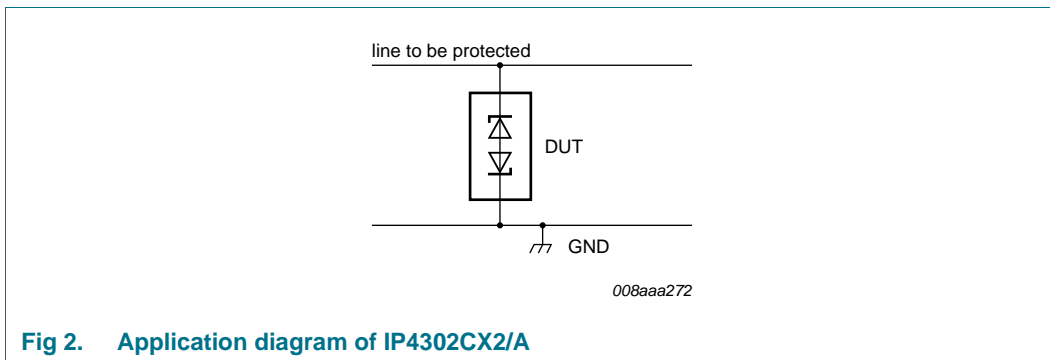 line to be protected
DUT
GND
008aaa272
Fig 2. Application diagram of IP4302CX2/A